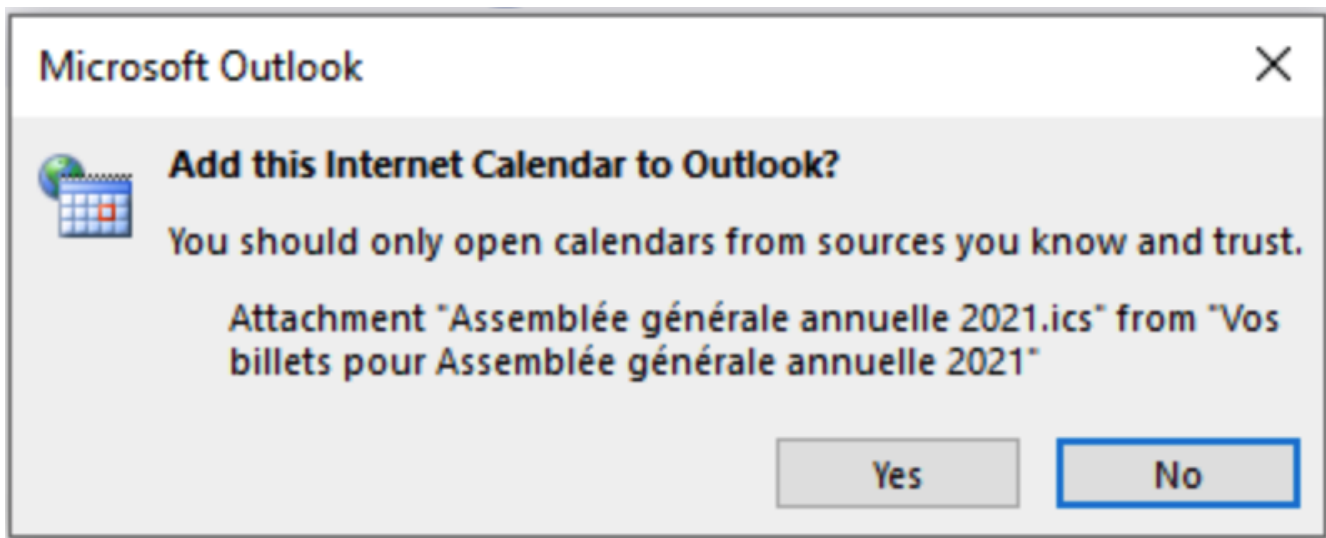 Microsoft Outlook
Add this Internet Calendar to Outlook?
You should only open calendars from sources you know and trust.
Attachment "Assemblée générale annuelle 2021.ics" from "Vos
billets pour Assemblée générale annuelle 2021"
Yes
No